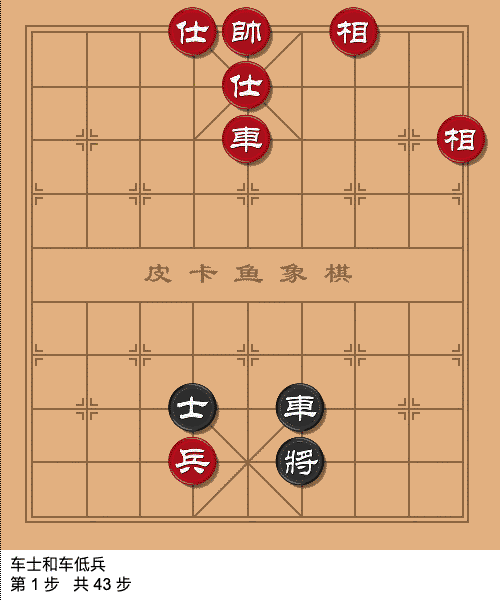 仕 帥 相
仕
車 相
皮卡鱼象棋
士 車
兵 將
车士和车低兵
第 1 步 共 43 步